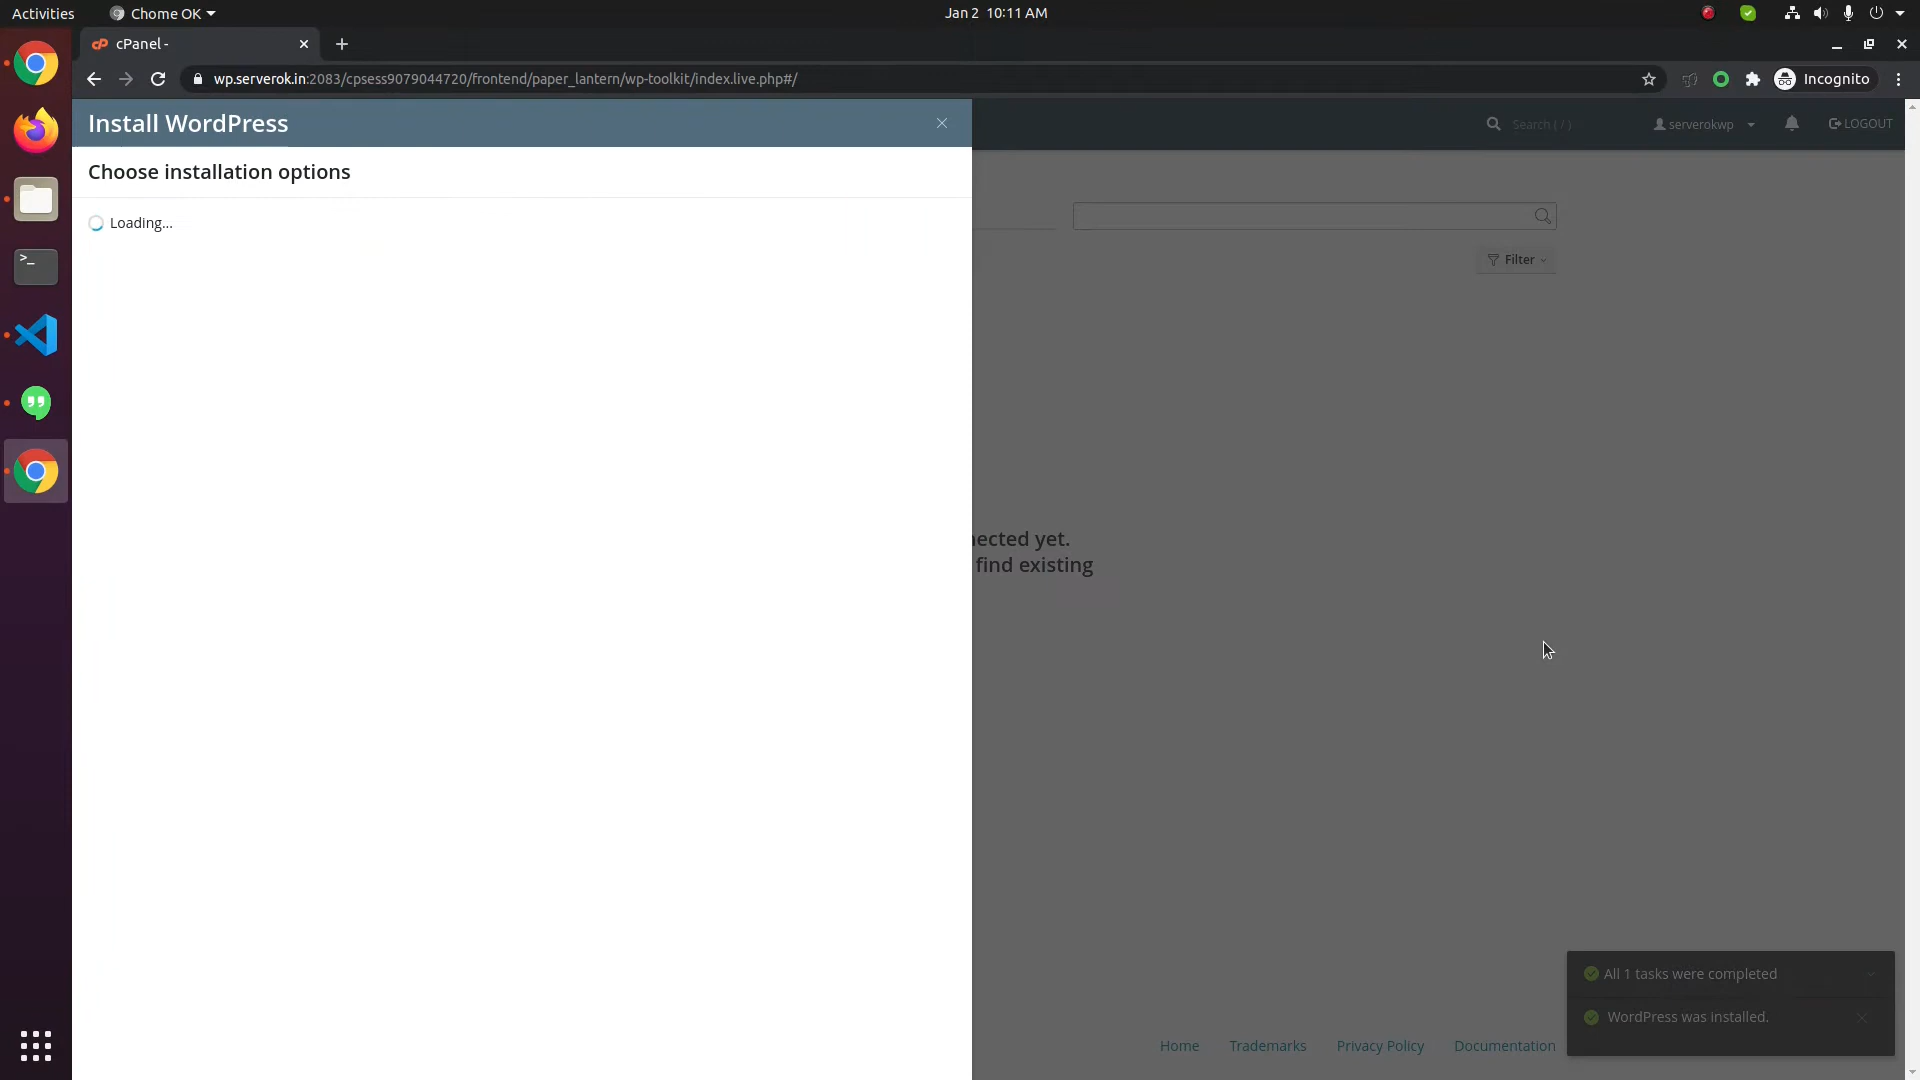 Activities
Chome OK
Jan 2 10:11 AM
cPanel -
wp.serverok.in:2083/cpsess9079044720/frontend/paper_lantern/wp-toolkit/index.live.php#/
Incognito
Install WordPress
Search ( / )
serverokwp
LOGOUT
Choose installation options
Loading...
Filter
nected yet.
find existing
All 1 tasks were completed
WordPress was installed.
Home
Trademarks
Privacy Policy
Documentation